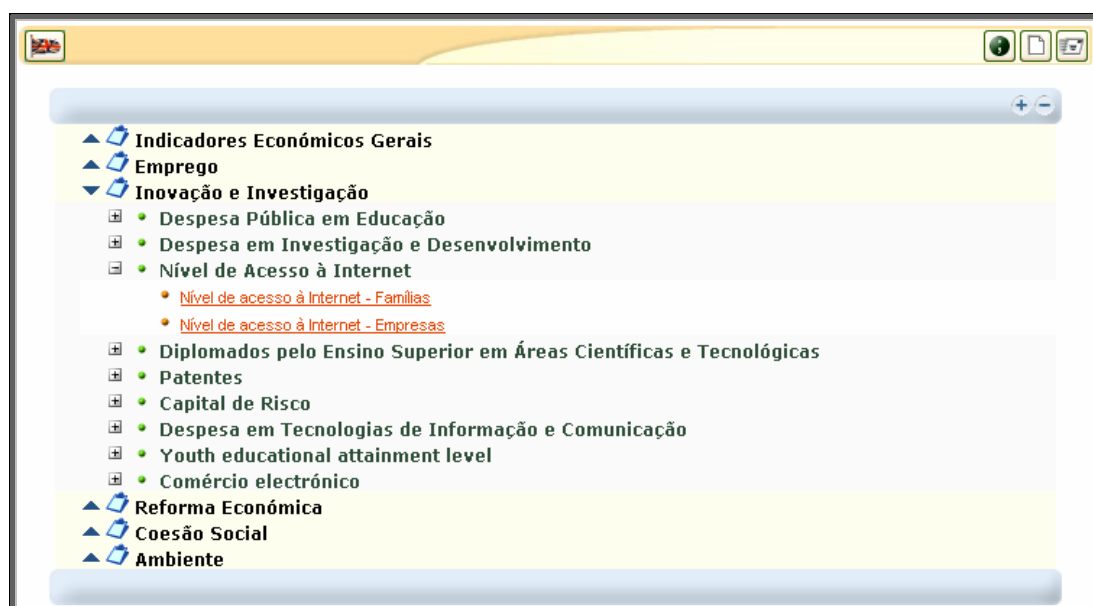 Indicadores Económicos Gerais
Emprego
Inovação e Investigação
Despesa Pública em Educação
Despesa em Investigação e Desenvolvimento
Nível de Acesso à Internet
Nível de acesso à Internet - Famílias
Nível de acesso à Internet - Empresas
Diplomados pelo Ensino Superior em Áreas Científicas e Tecnológicas
Patentes
Capital de Risco
Despesa em Tecnologias de Informação e Comunicação
Youth educational attainment level
Comércio electrónico
Reforma Económica
Coesão Social
Ambiente